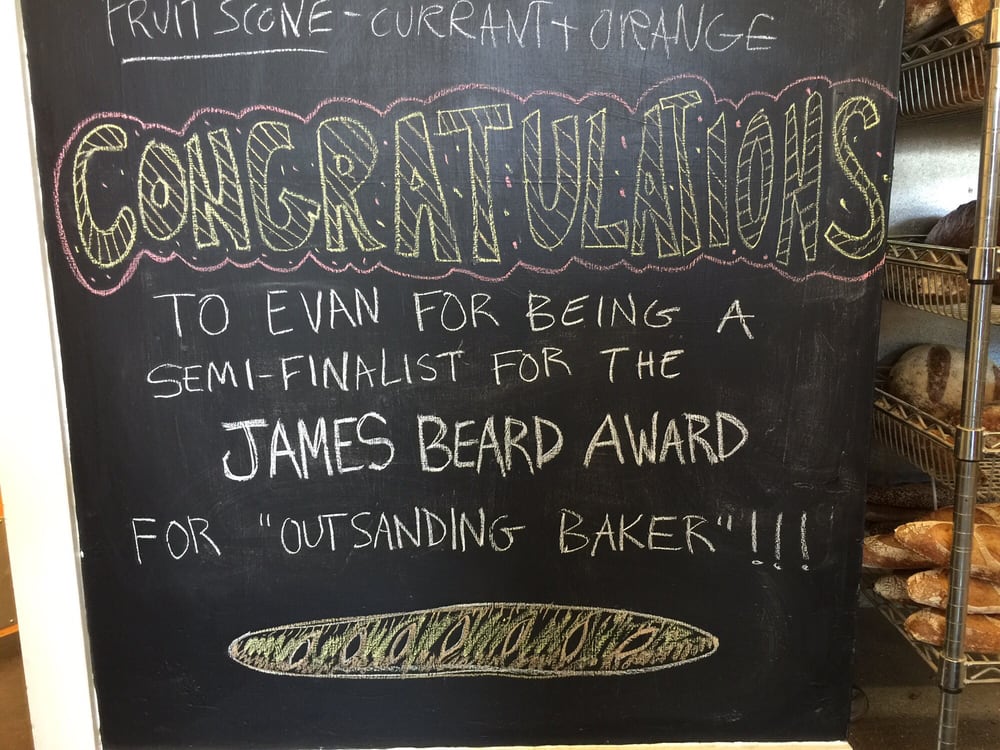 FRUIT SCONE - CURRANT + ORANGE
CONGRATULATIONS
TO EVAN FOR BEING A
SEMI-FINALIST FOR THE
JAMES BEARD AWARD
FOR "OUTSANDING BAKER"!!!